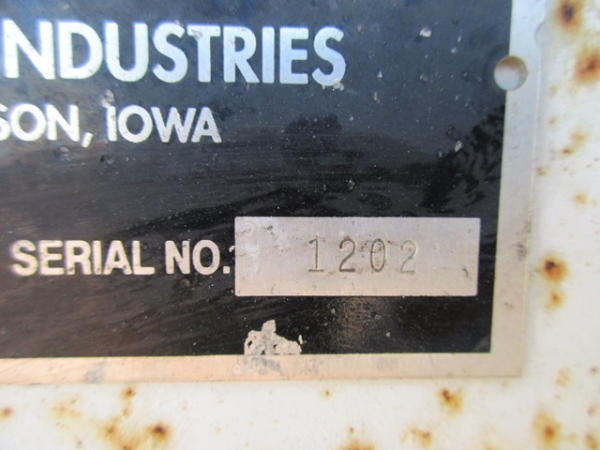 INDUSTRIES
SON, IOWA
SERIAL NO. 1202